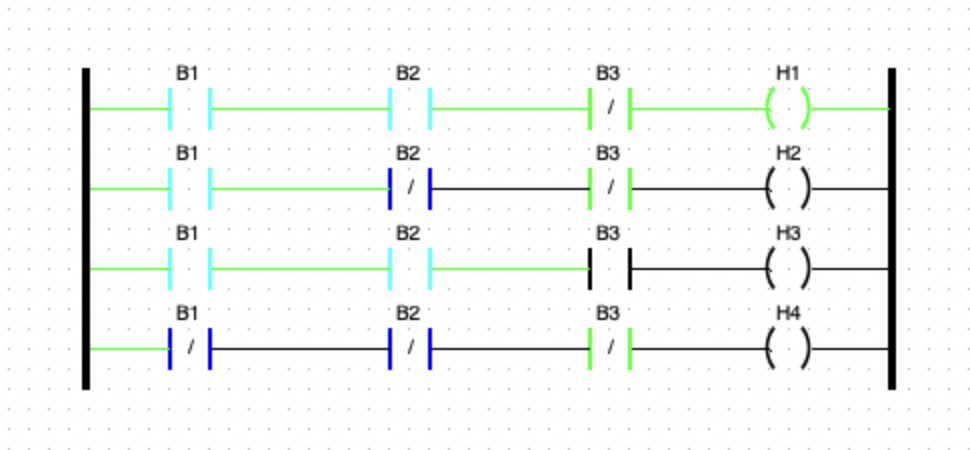 B1 B2 B3 H1
/
B1 B2 B3 H2
/ /
B1 B2 B3 H3
B1 B2 B3 H4
/ / /